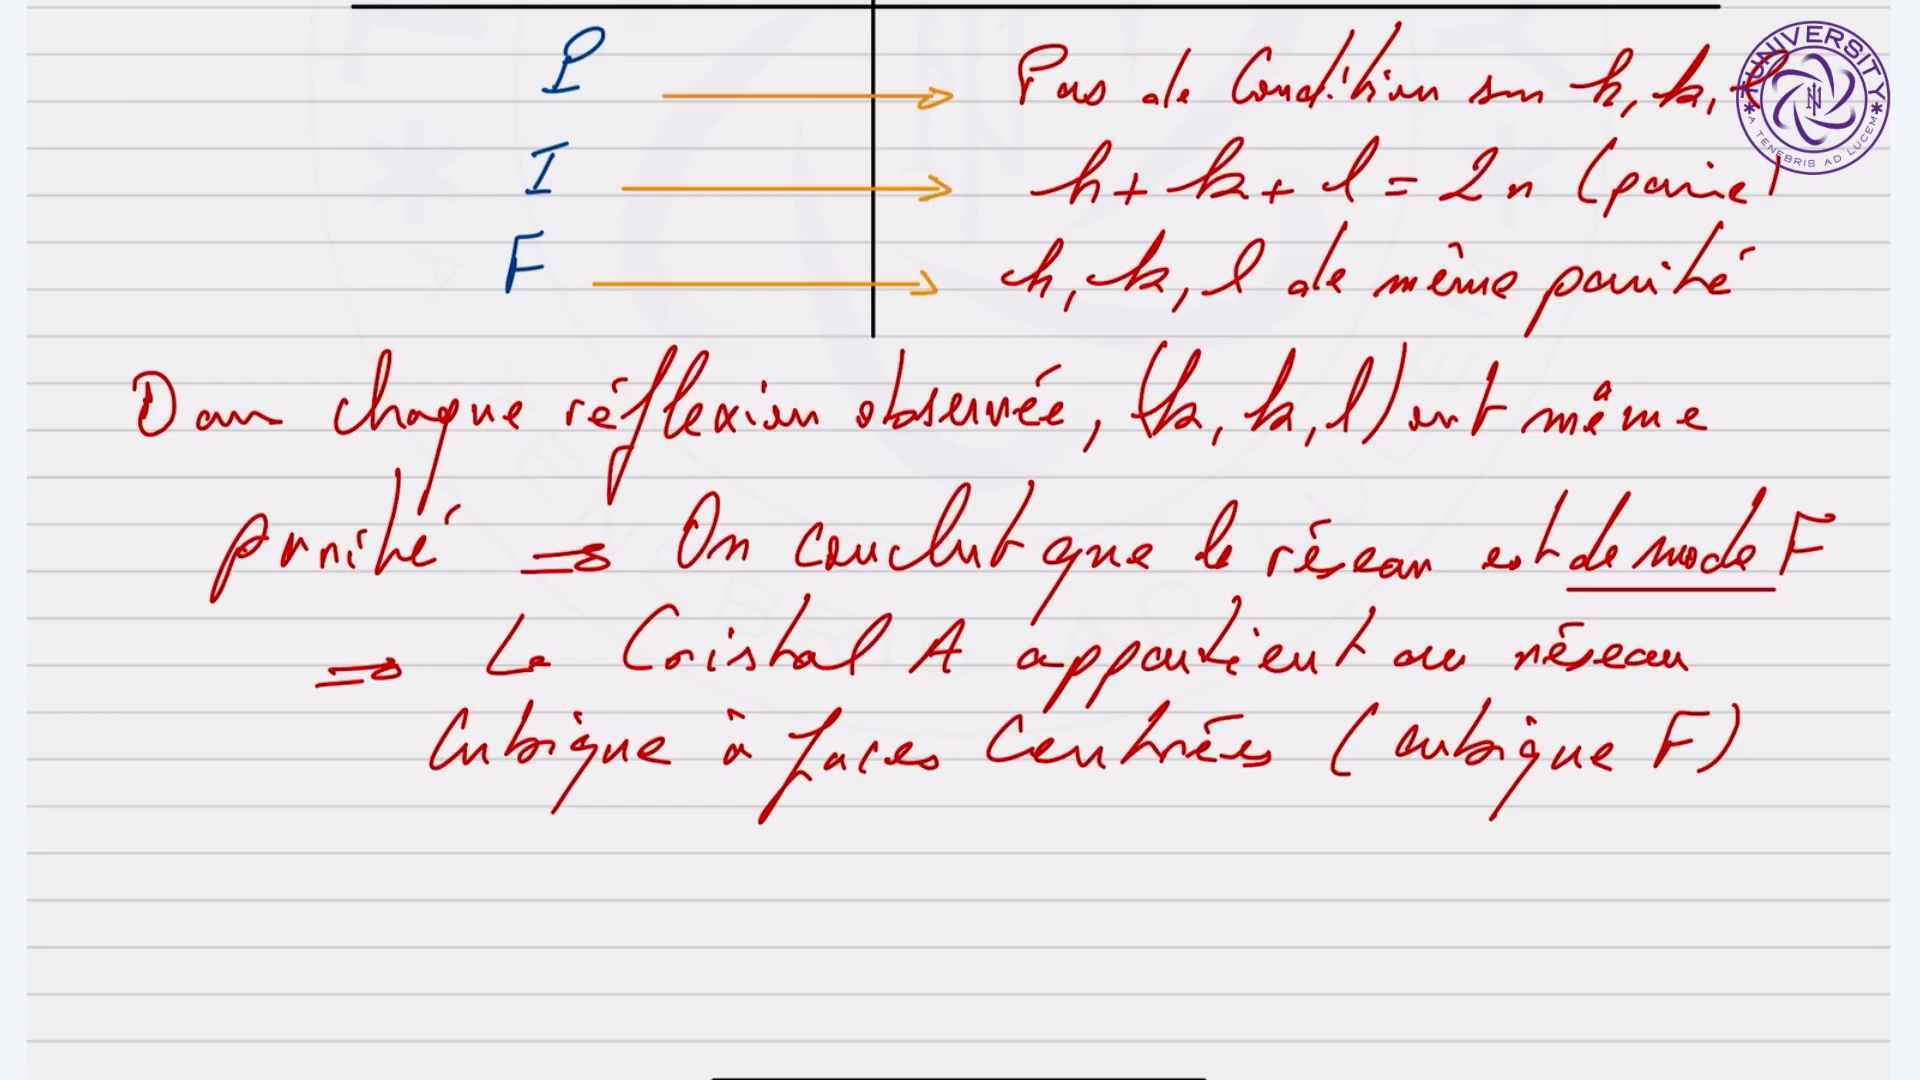 P Pas de Condition sur h, k, l
I h + k + l = 2n (paire)
F h, k, l de même parité
Dans chaque réflexion observée, (h, k, l) ont même
parité ⇒ On conclut que le réseau est de mode F
⇒ Le Cristal A appartient au réseau
Cubique à faces Centrées (cubique F)
TUNIVERSITY
A TENEBRIS AD LUCEM